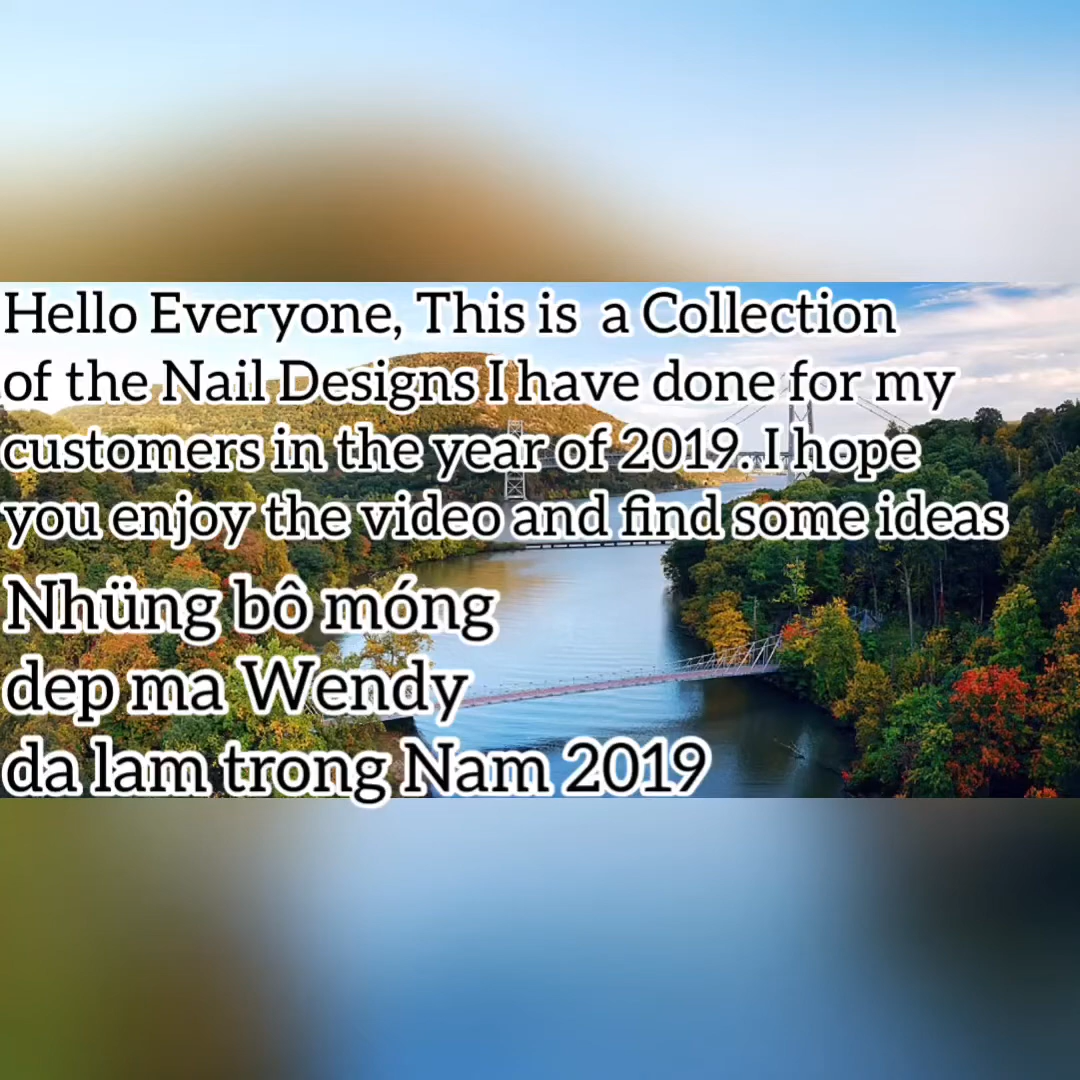 Hello Everyone, This is a Collection
of the Nail Designs I have done for my
customers in the year of 2019. I hope
you enjoy the video and find some ideas
Nhüng bô móng
dep ma Wendy
da lam trong Nam 2019